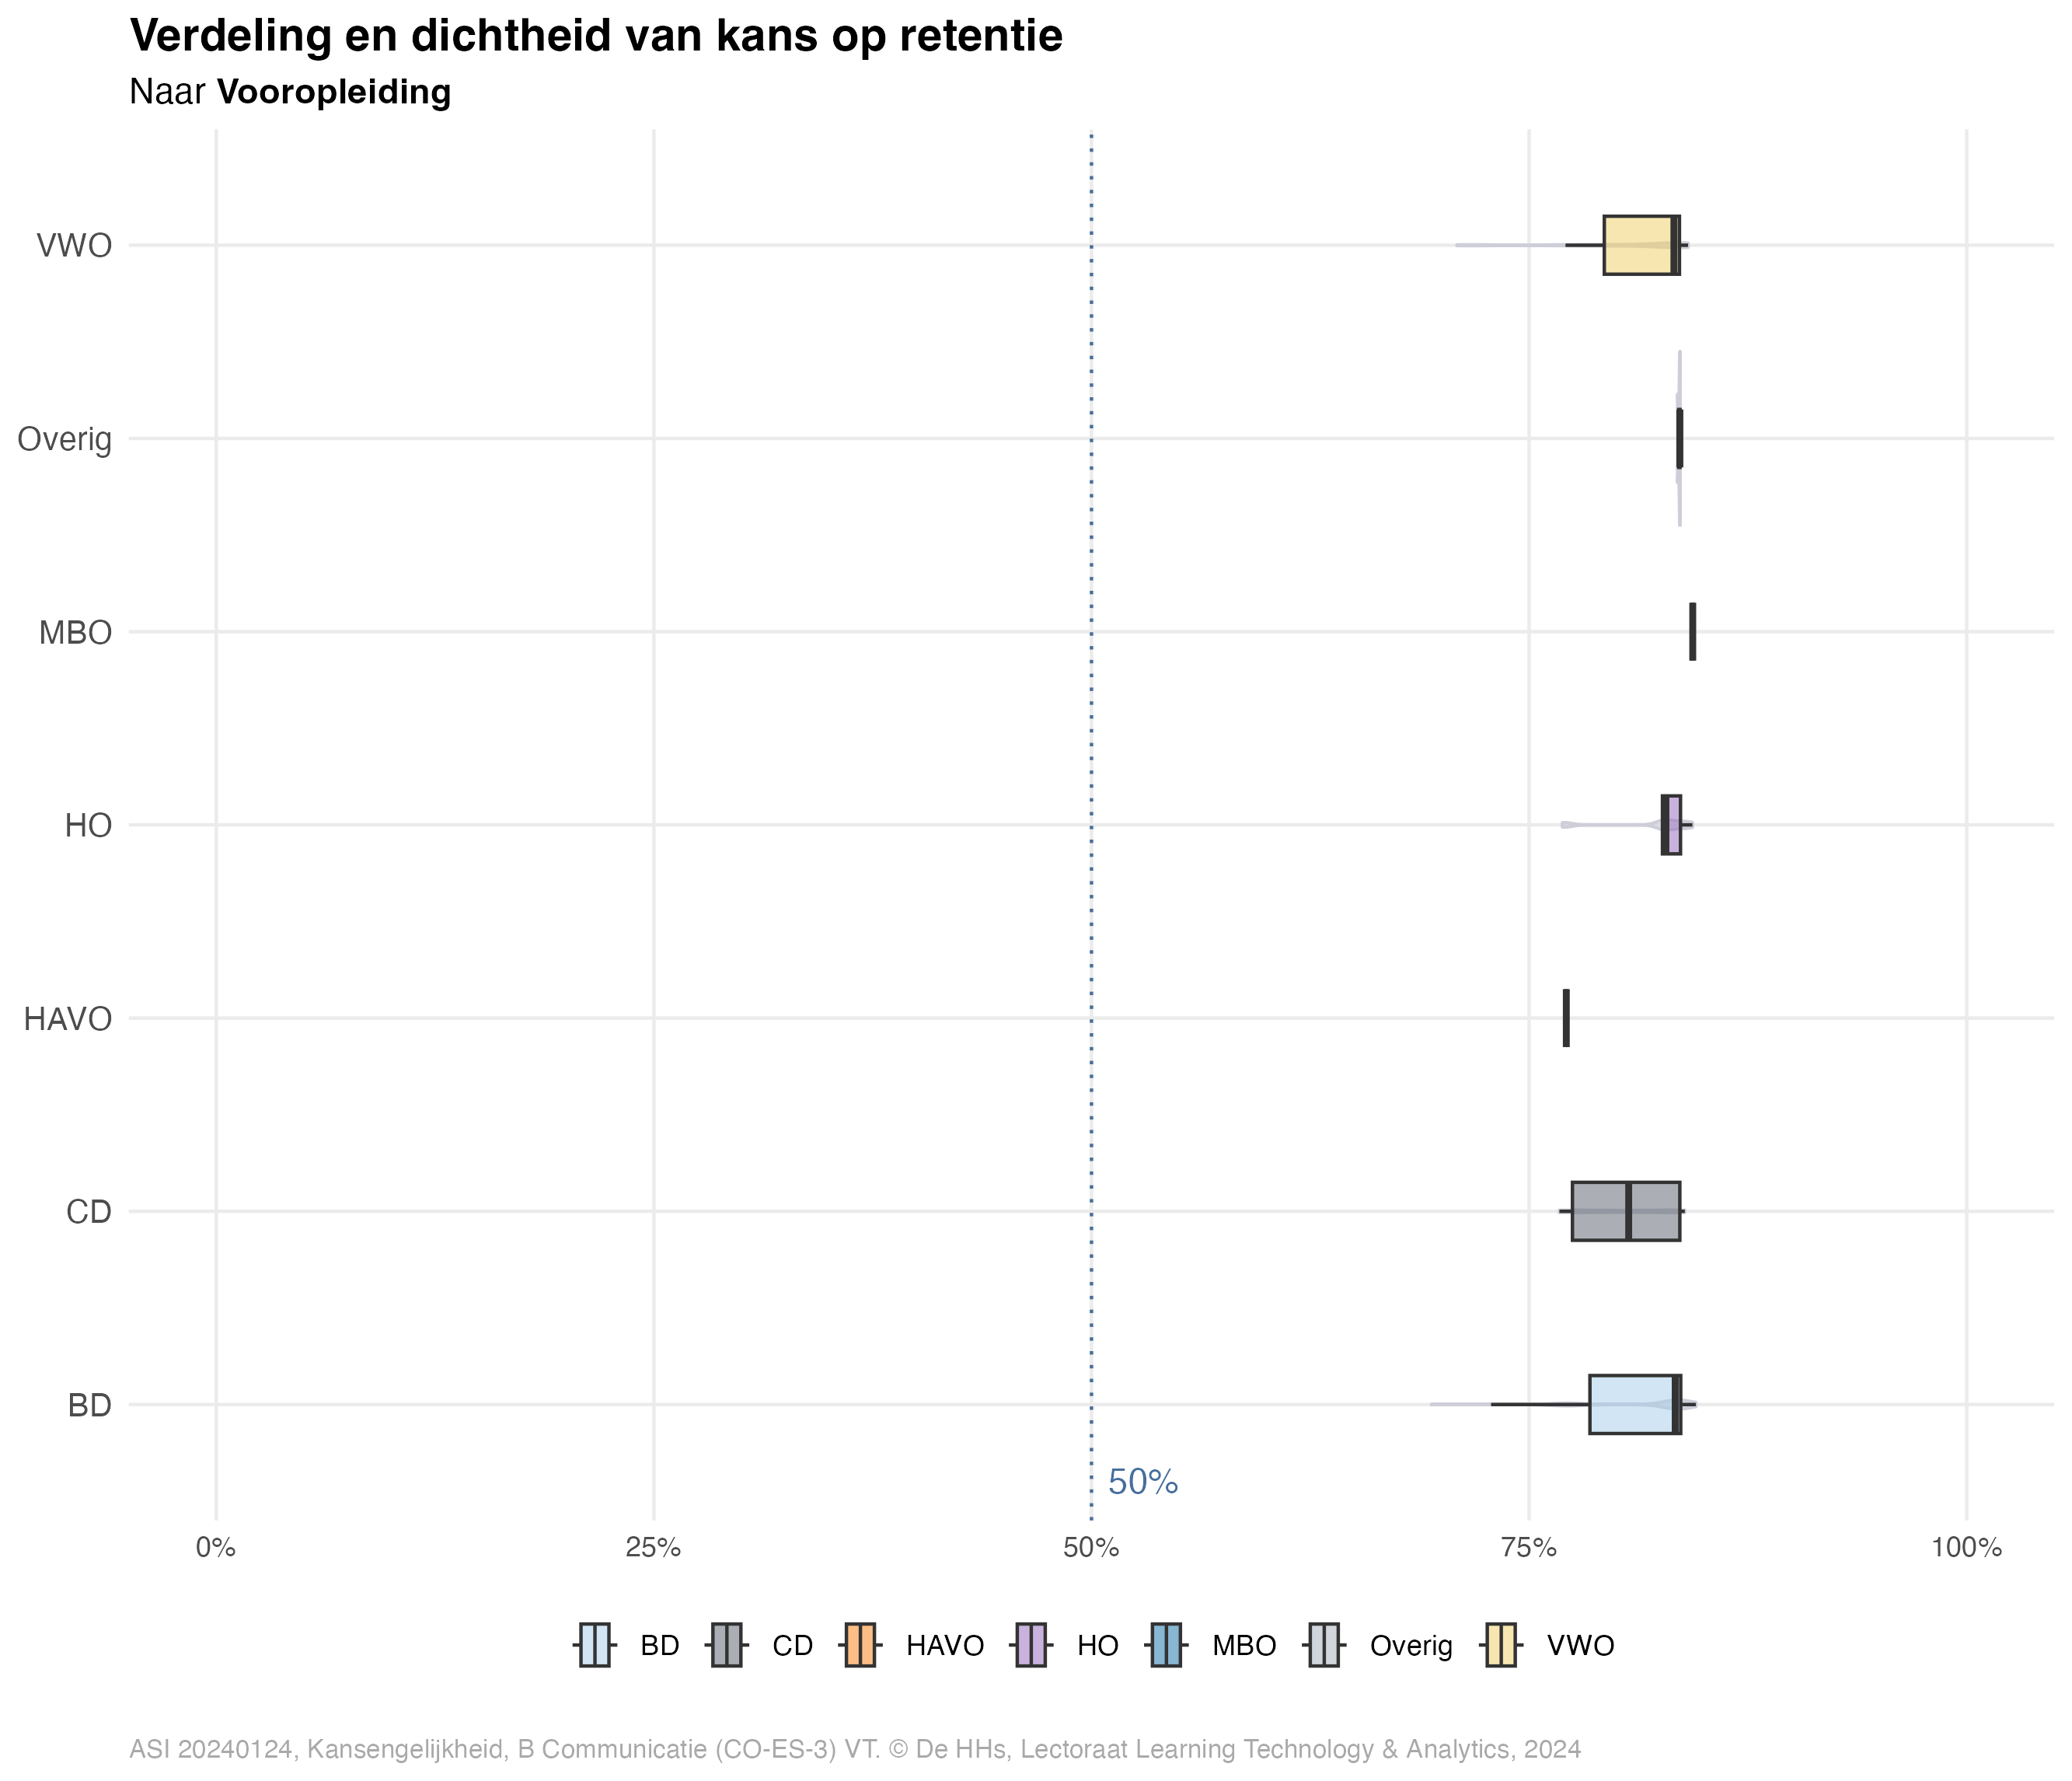 Verdeling en dichtheid van kans op retentie
Naar Vooropleiding
VWO
Overig
MBO
HO
HAVO
CD
BD
50%
0% 25% 50% 75% 100%
BD CD HAVO HO MBO Overig VWO
ASI 20240124, Kansengelijkheid, B Communicatie (CO-ES-3) VT. © De HHs, Lectoraat Learning Technology & Analytics, 2024